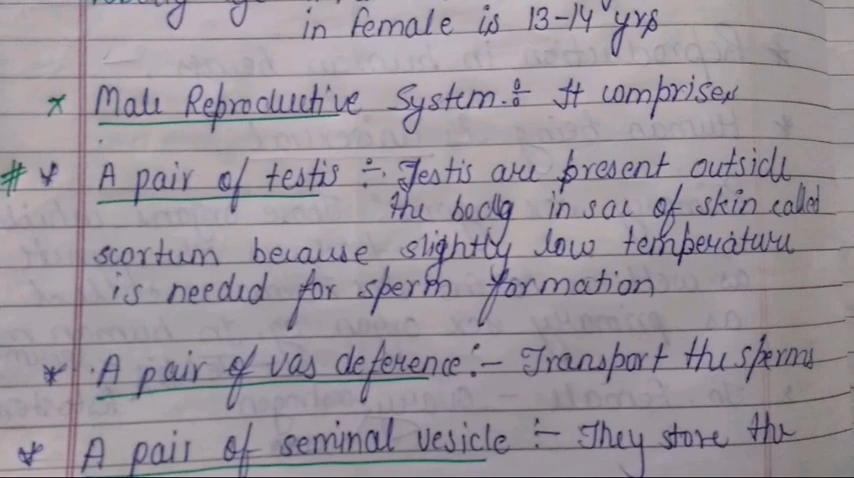 in female is 13-14 yrs
* Male Reproductive System :- It comprises
# * A pair of testis :- Testis are present outside
the body in sac of skin called
scortum because slightly low temperature
is needed for sperm formation
* A pair of vas deference :- Transport the sperms
* A pair of seminal vesicle :- They store the